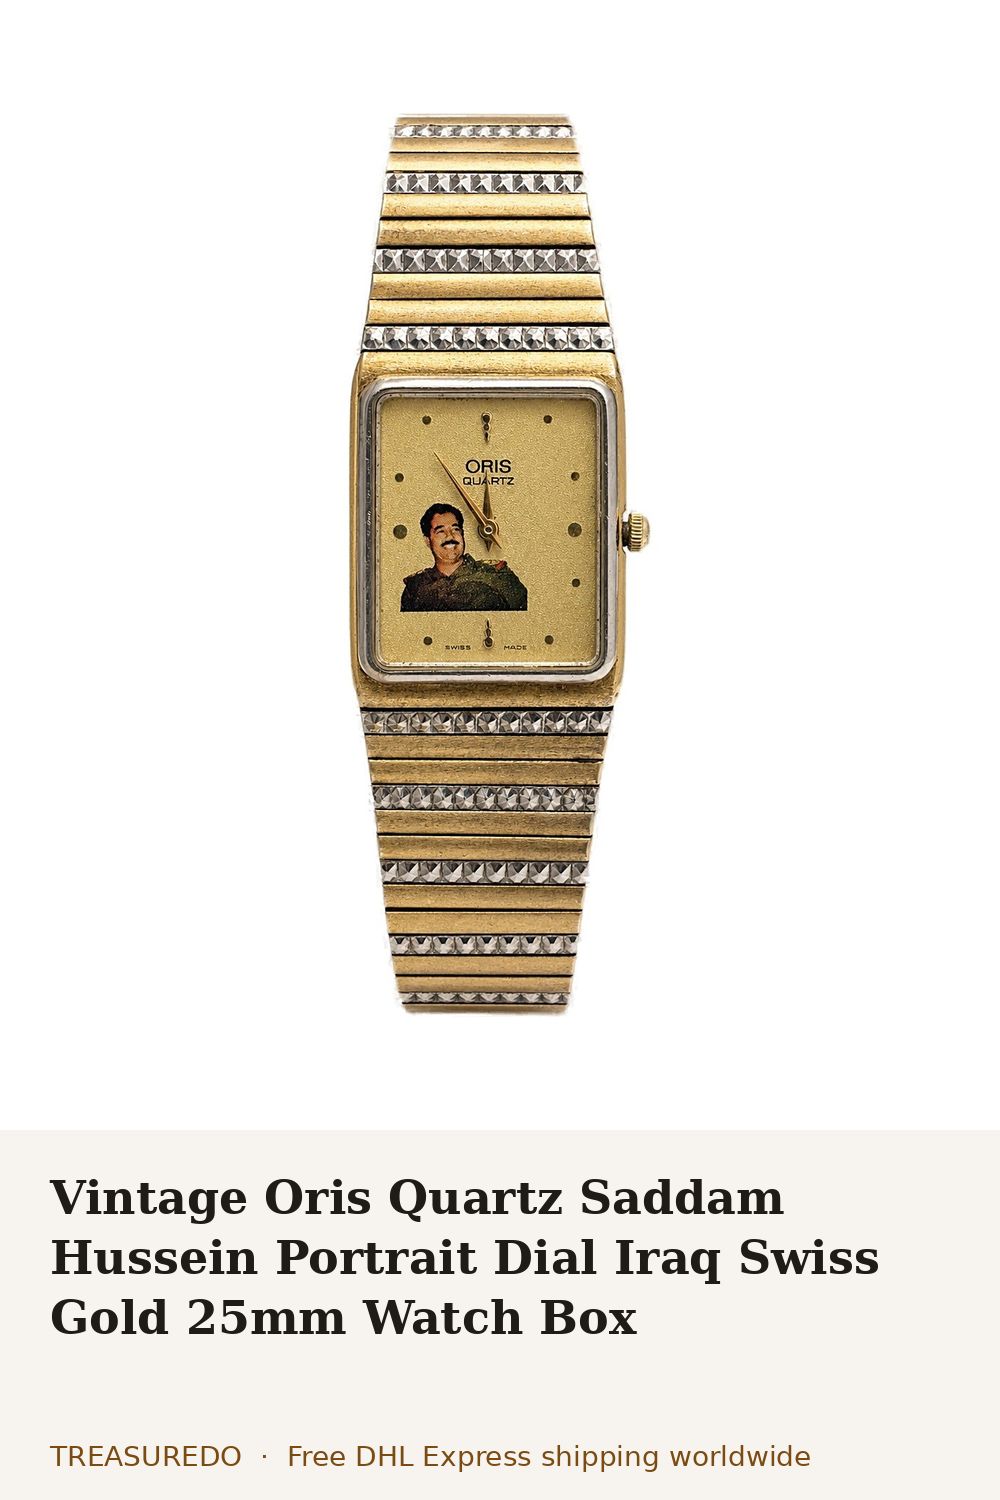 ORIS
QUARTZ
SWISS MADE
Vintage Oris Quartz Saddam
Hussein Portrait Dial Iraq Swiss
Gold 25mm Watch Box
TREASUREDO · Free DHL Express shipping worldwide